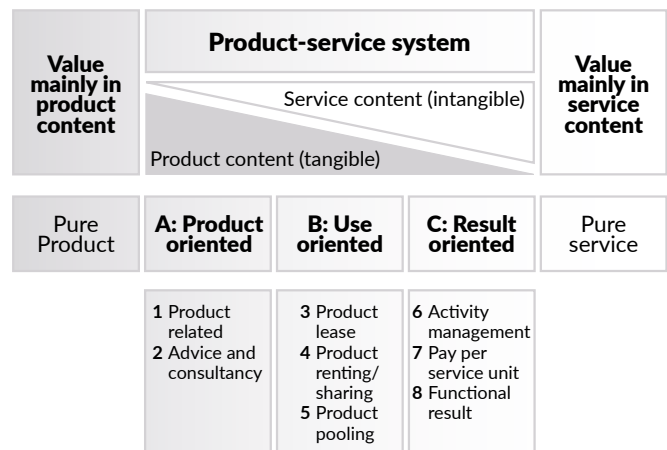 Value
mainly in
product
content
Product-service system
Service content (intangible)
Product content (tangible)
Value
mainly in
service
content
Pure
Product
A: Product
oriented
B: Use
oriented
C: Result
oriented
Pure
service
1 Product
related
2 Advice and
consultancy
3 Product
lease
4 Product
renting/
sharing
5 Product
pooling
6 Activity
management
7 Pay per
service unit
8 Functional
result